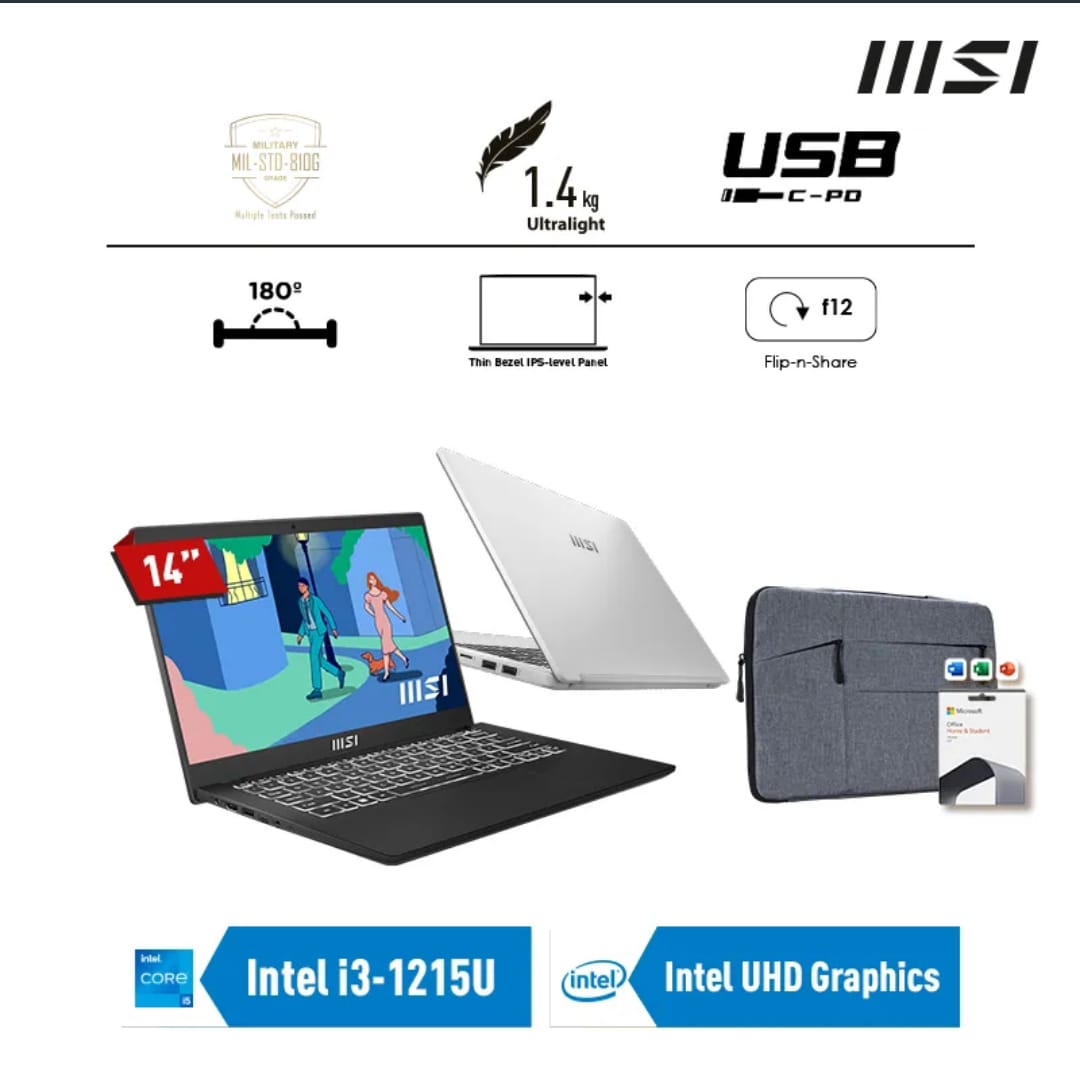 msi
MILITARY
MIL-STD-810G
GRADE
Multiple Tests Passed
1.4 kg
Ultralight
USB
C-PD
180º
Thin Bezel IPS-level Panel
f12
Flip-n-Share
14”
msi
msi
msi
Microsoft
Office
Home & Student
intel.
CORE
i5
Intel i3-1215U
intel
Intel UHD Graphics